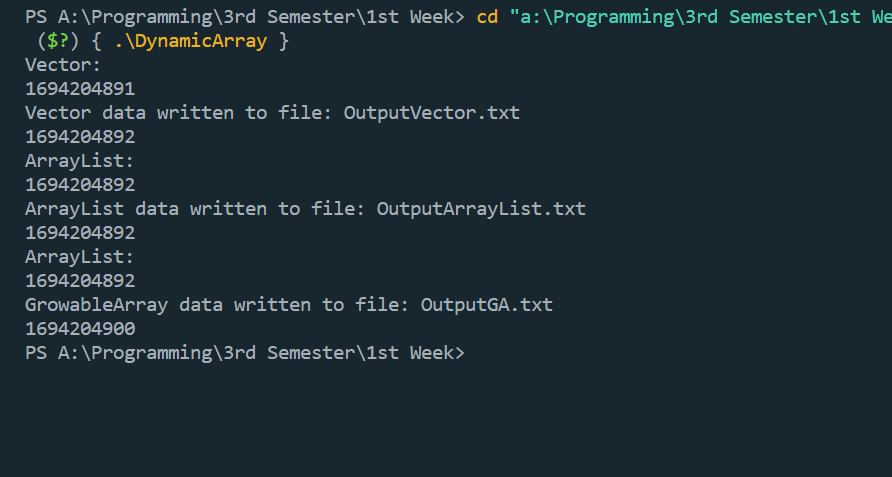 PS A:\Programming\3rd Semester\1st Week> cd "a:\Programming\3rd Semester\1st We
($?) { .\DynamicArray }
Vector:
1694204891
Vector data written to file: OutputVector.txt
1694204892
ArrayList:
1694204892
ArrayList data written to file: OutputArrayList.txt
1694204892
ArrayList:
1694204892
GrowableArray data written to file: OutputGA.txt
1694204900
PS A:\Programming\3rd Semester\1st Week>